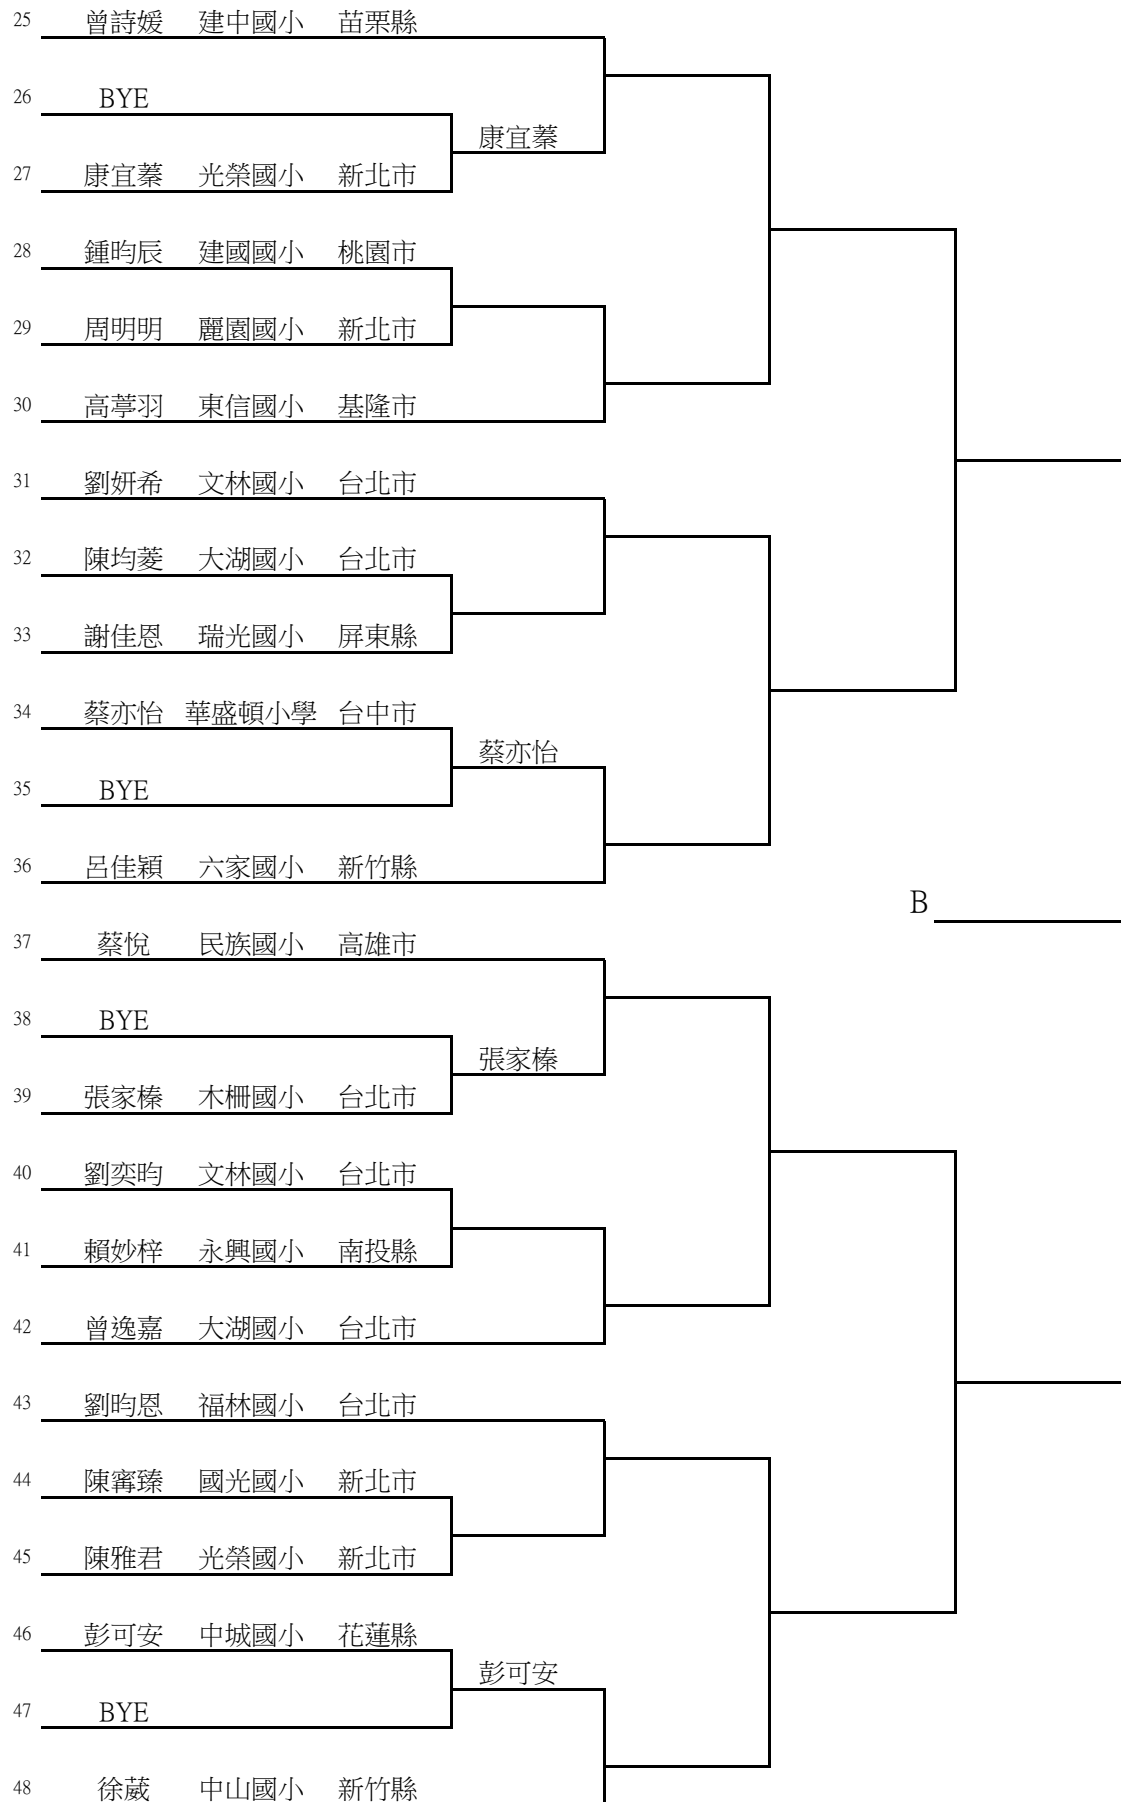 25 曾詩媛 建中國小 苗栗縣
26 BYE
康宜蓁
27 康宜蓁 光榮國小 新北市
28 鍾昀辰 建國國小 桃園市
29 周明明 麗園國小 新北市
30 高葶羽 東信國小 基隆市
31 劉妍希 文林國小 台北市
32 陳均菱 大湖國小 台北市
33 謝佳恩 瑞光國小 屏東縣
34 蔡亦怡 華盛頓小學 台中市
蔡亦怡
35 BYE
36 呂佳穎 六家國小 新竹縣
B
37 蔡悅 民族國小 高雄市
38 BYE
張家榛
39 張家榛 木柵國小 台北市
40 劉奕昀 文林國小 台北市
41 賴妙梓 永興國小 南投縣
42 曾逸嘉 大湖國小 台北市
43 劉昀恩 福林國小 台北市
44 陳寗臻 國光國小 新北市
45 陳雅君 光榮國小 新北市
46 彭可安 中城國小 花蓮縣
彭可安
47 BYE
48 徐葳 中山國小 新竹縣